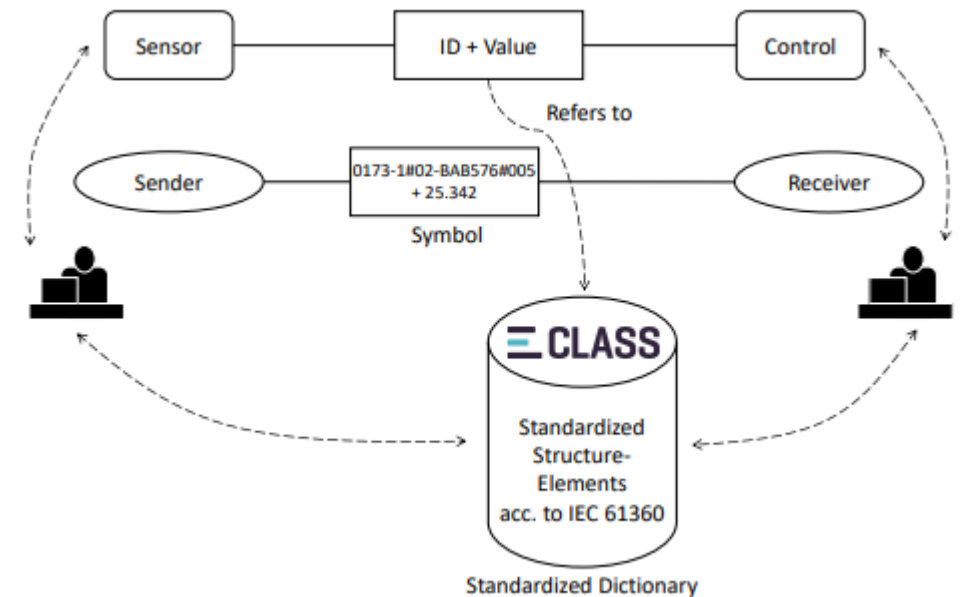 Sensor
ID + Value
Control
Refers to
Sender
0173-1#02-BAB576#005
+ 25.342
Receiver
Symbol
ECLASS
Standardized
Structure-
Elements
acc. to IEC 61360
Standardized Dictionary